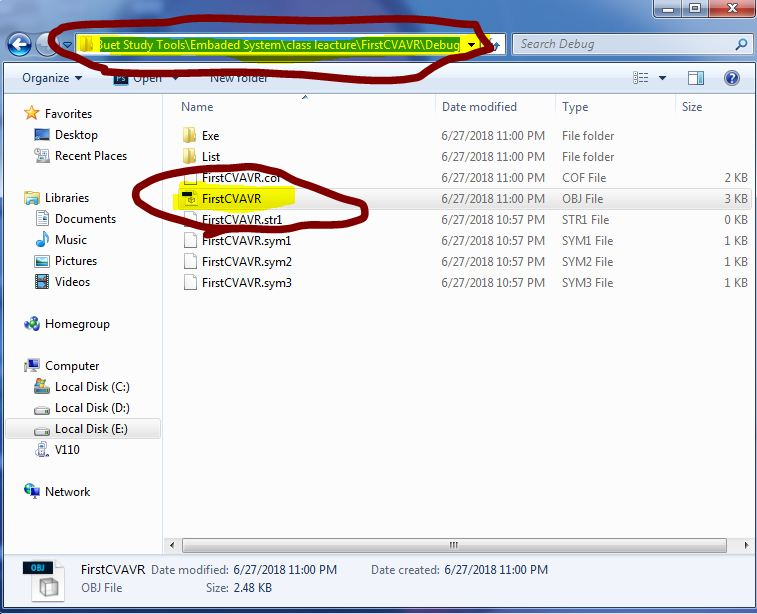 Buet Study Tools\Embaded System\class leacture\FirstCVAVR\Debug
Search Debug
Organize Open New folder
Name Date modified Type Size
Favorites
Desktop
Recent Places
Libraries
Documents
Music
Pictures
Videos
Homegroup
Computer
Local Disk (C:)
Local Disk (D:)
Local Disk (E:)
V110
Network
Exe 6/27/2018 11:00 PM File folder
List 6/27/2018 11:00 PM File folder
FirstCVAVR.cof 6/27/2018 11:00 PM COF File 2 KB
FirstCVAVR 6/27/2018 11:00 PM OBJ File 3 KB
FirstCVAVR.str1 6/27/2018 10:57 PM STR1 File 0 KB
FirstCVAVR.sym1 6/27/2018 10:57 PM SYM1 File 1 KB
FirstCVAVR.sym2 6/27/2018 10:57 PM SYM2 File 1 KB
FirstCVAVR.sym3 6/27/2018 10:57 PM SYM3 File 1 KB
OBJ
FirstCVAVR Date modified: 6/27/2018 11:00 PM Date created: 6/27/2018 11:00 PM
OBJ File Size: 2.48 KB